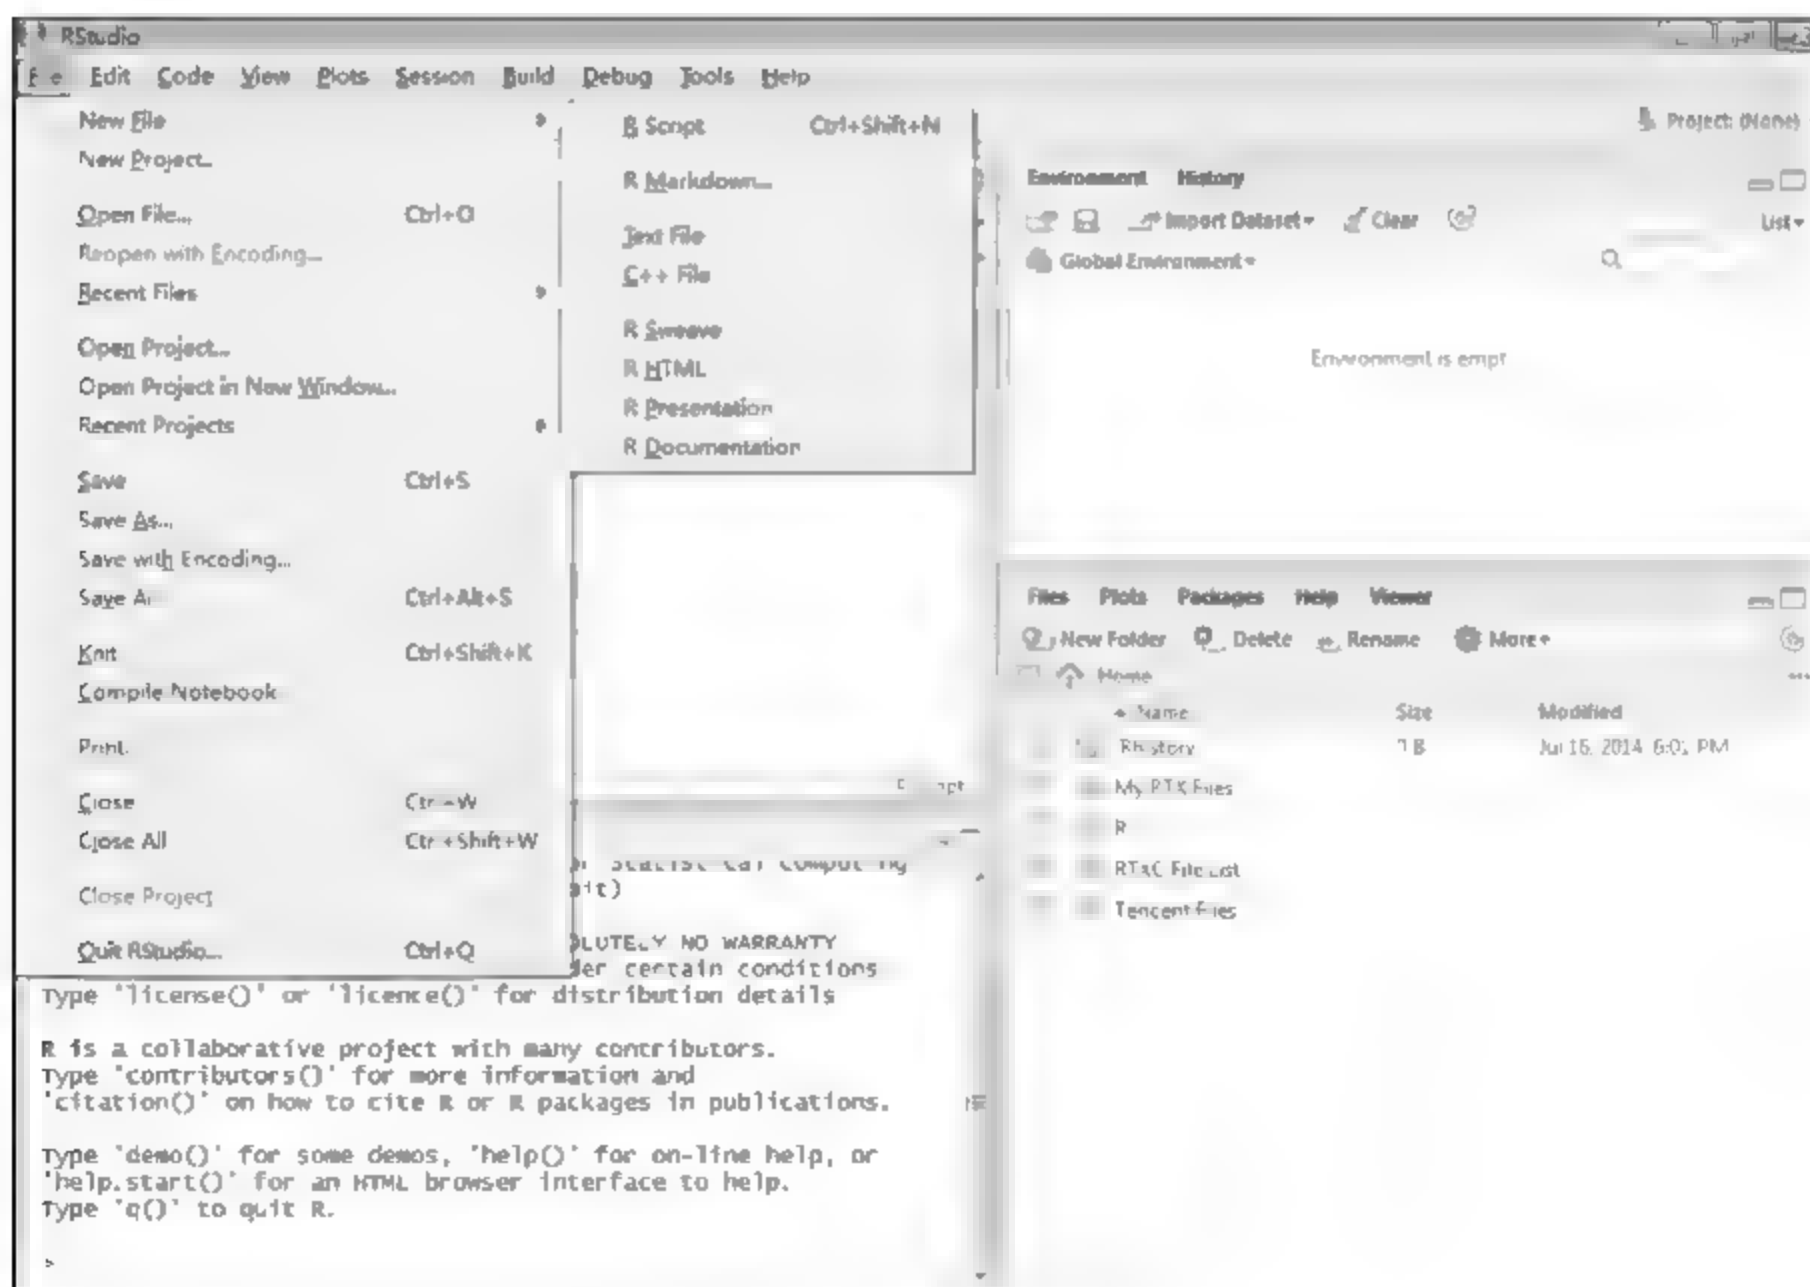 RStudio
Edit Code View Plots Session Build Debug Tools Help
New File
New Project...
Open File... Ctrl+O
Reopen with Encoding...
Recent Files
Open Project...
Open Project in New Window...
Recent Projects
Save Ctrl+S
Save As...
Save with Encoding...
Save Al Ctrl+Alt+S
Knit Ctrl+Shift+K
Compile Notebook
Print.
Close Ctrl+W
Close All Ctrl+Shift+W
Close Project
Quit RStudio... Ctrl+Q
R Script Ctrl+Shift+N
R Markdown...
Text File
C++ File
R Sweave
R HTML
R Presentation
R Documentation
Project: (None)
Environment History
Import Dataset Clear List
Global Environment
Environment is empt
Files Plots Packages Help Viewer
New Folder Delete Rename More
Home
Name Size Modified
Rhistory Jul 16, 2014, PM
My RTX Files
R
RTXC File List
Tencent Files
Statistical Computing
it)
LUTELY NO WARRANTY
der certain conditions
Type 'license()' or 'licence()' for distribution details
R is a collaborative project with many contributors.
Type 'contributors()' for more information and
'citation()' on how to cite R or R packages in publications.
Type 'demo()' for some demos, 'help()' for on-line help, or
'help.start()' for an HTML browser interface to help.
Type 'q()' to quit R.
>